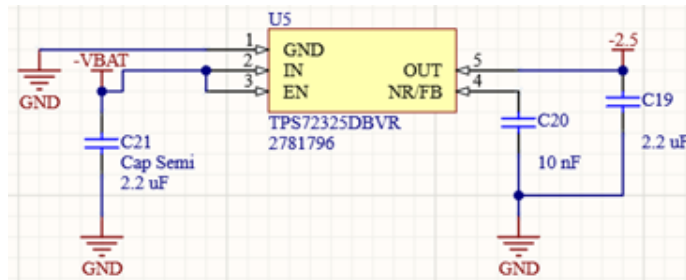 U5
1 GND
2 IN OUT 5
3 EN NR/FB 4
TPS72325DBVR
2781796
GND
-VBAT
C21
Cap Semi
2.2 uF
GND
-2.5
C19
2.2 uF
C20
10 nF
GND